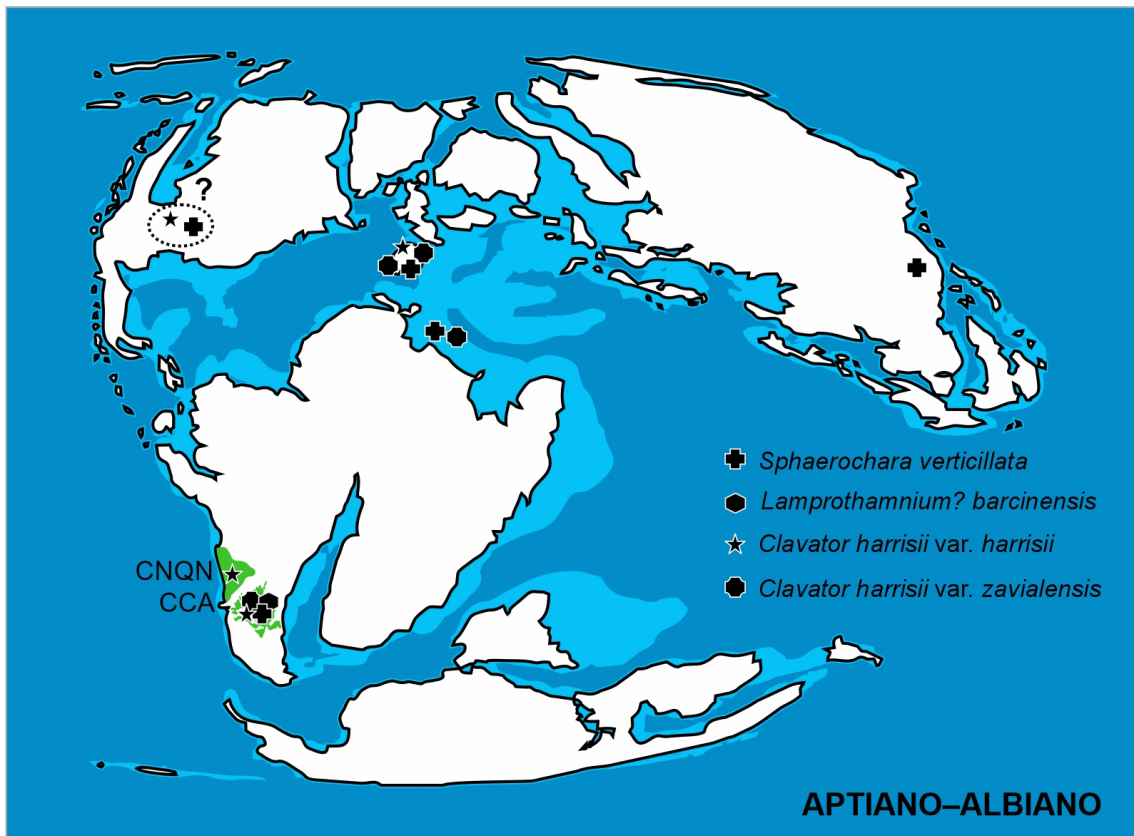 ?
Sphaerochara verticillata
Lamprothamnium? barcinensis
Clavator harrisii var. harrisii
CNQN
CCA
Clavator harrisii var. zavialensis
APTIANO–ALBIANO